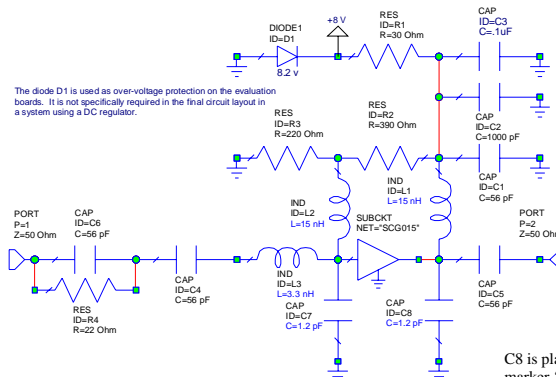 +8 V
DIODE1
ID=D1
8.2 v
RES
ID=R1
R=30 Ohm
CAP
ID=C3
C=.1uF
The diode D1 is used as over-voltage protection on the evaluation
boards. It is not specifically required in the final circuit layout in
a system using a DC regulator.
CAP
ID=C2
C=1000 pF
RES
ID=R3
R=220 Ohm
RES
ID=R2
R=390 Ohm
CAP
ID=C1
C=56 pF
IND
ID=L2
L=15 nH
IND
ID=L1
L=15 nH
PORT
P=1
Z=50 Ohm
CAP
ID=C6
C=56 pF
RES
ID=R4
R=22 Ohm
CAP
ID=C4
C=56 pF
IND
ID=L3
L=3.3 nH
SUBCKT
NET="SCG015"
CAP
ID=C5
C=56 pF
PORT
P=2
Z=50 Ohm
CAP
ID=C7
C=1.2 pF
CAP
ID=C8
C=1.2 pF
C8 is pla